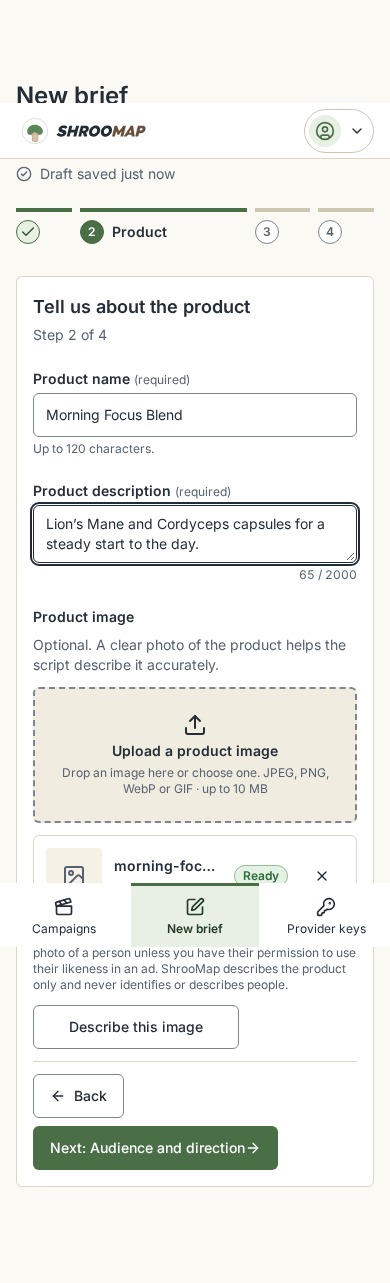 New brief
SHROOMAP
Draft saved just now
2 Product 3 4
Tell us about the product
Step 2 of 4
Product name (required)
Morning Focus Blend
Up to 120 characters.
Product description (required)
Lion’s Mane and Cordyceps capsules for a
steady start to the day.
65 / 2000
Product image
Optional. A clear photo of the product helps the
script describe it accurately.
Upload a product image
Drop an image here or choose one. JPEG, PNG,
WebP or GIF · up to 10 MB
morning-foc...
Ready
Campaigns
New brief
Provider keys
photo of a person unless you have their permission to use
their likeness in an ad. ShrooMap describes the product
only and never identifies or describes people.
Describe this image
Back
Next: Audience and direction